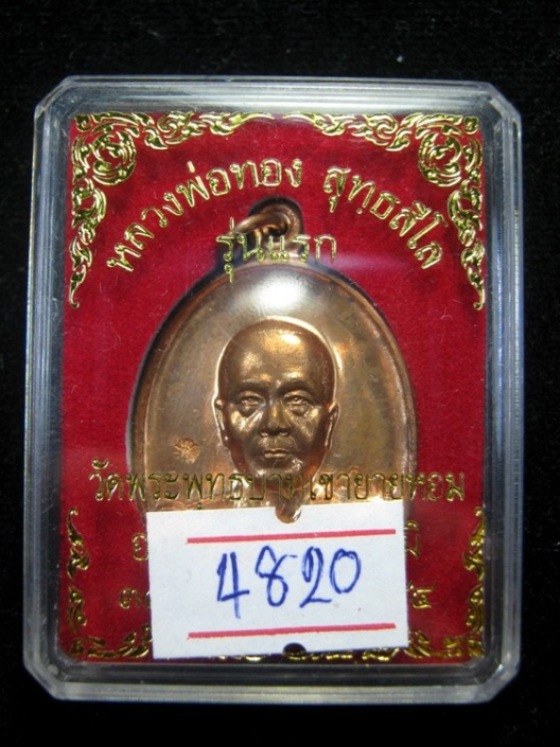 หลวงพ่อทอง สุทธสีโล
รุ่นแรก
วัดพระพุทธบาทเขายายหอม
4820